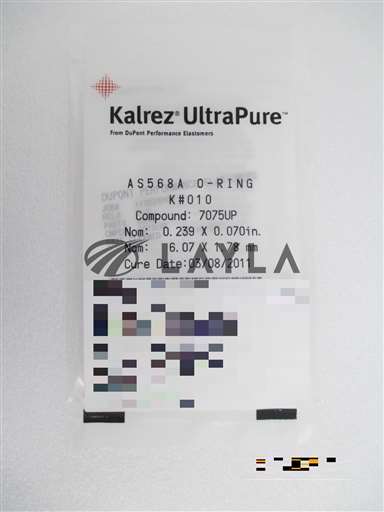 Kalrez® UltraPure™
From DuPont Performance Elastomers
AS568A O-RING
K#010
Compound: 7075UP
Nom: 0.239 X 0.070in.
Nom: 6.07 X 1.78 mm
LAYLA
Cure Date:03/08/2011